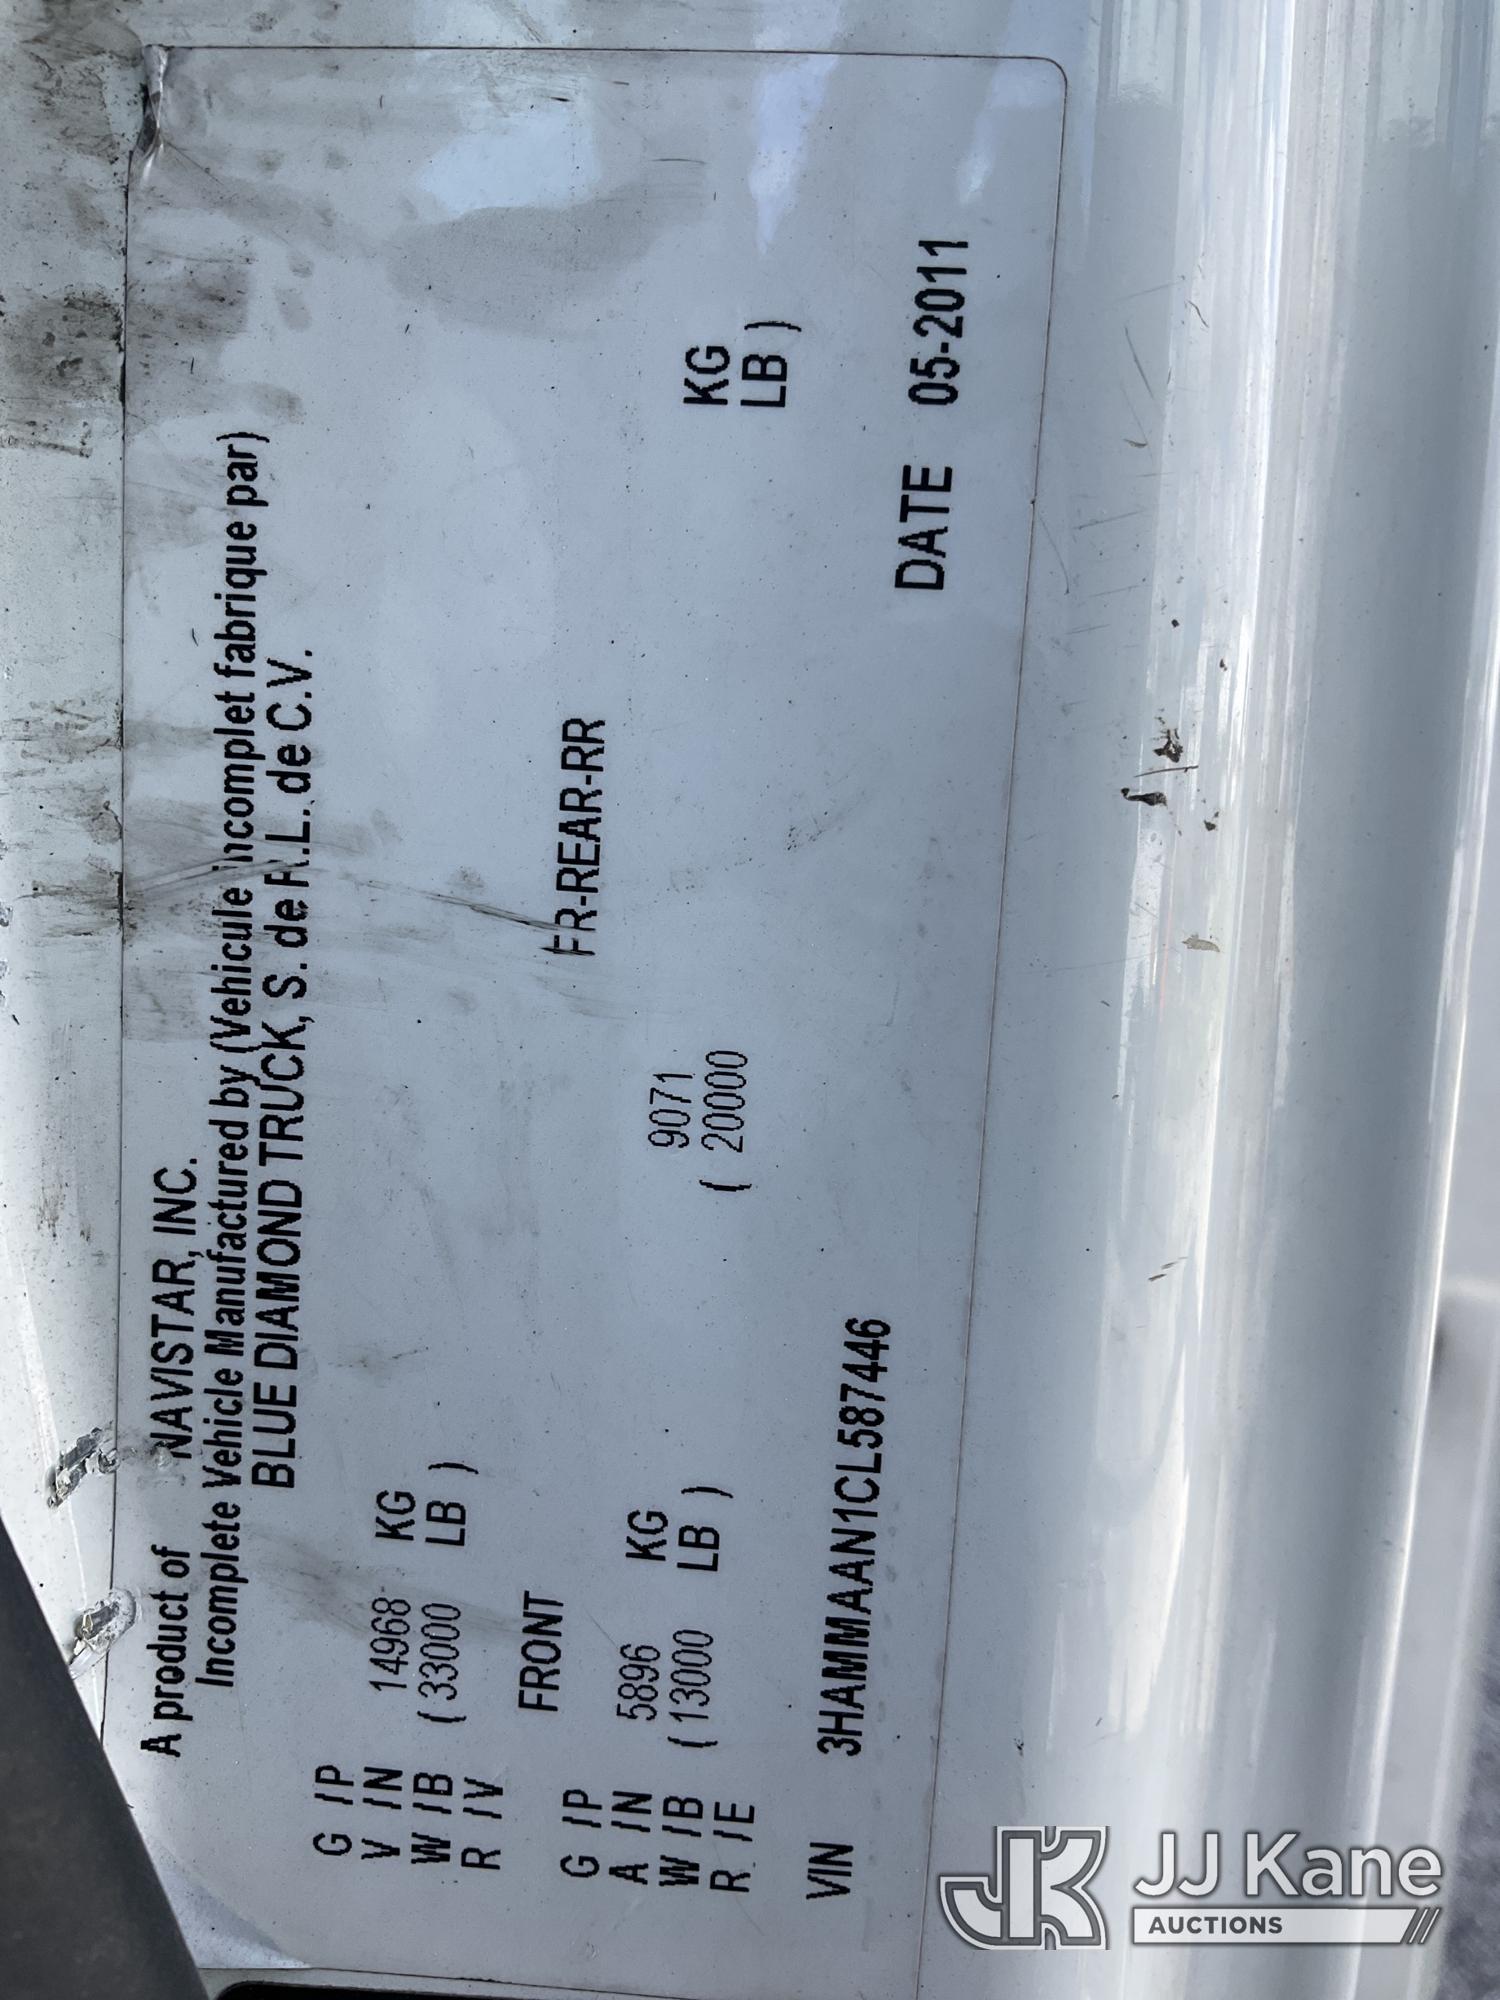 A product of NAVISTAR, INC.
Incomplete Vehicle Manufactured by (Vehicule incomplet fabrique par)
BLUE DIAMOND TRUCK, S. de R.L. de C.V.
G /P
V /N 14968 KG
W /B ( 33000 LB )
R /V
FRONT FR-REAR-RR
G /P
A /N 5896 KG 9071 KG
W /B ( 13000 LB ) ( 20000 LB )
R /E
VIN 3HAMMAAN1CL587446 DATE 05-2011
JK JJ Kane
AUCTIONS